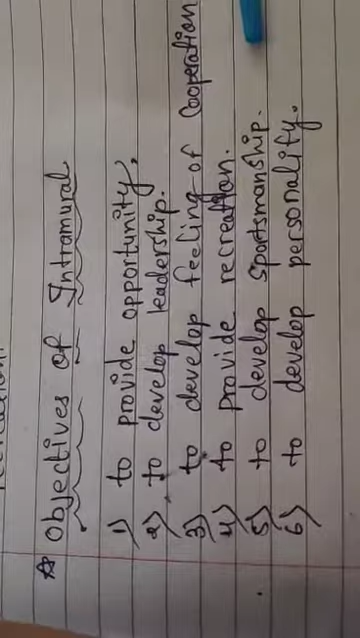 ☆ Objectives of Intramural
1) to provide opportunity.
2) to develop leadership.
3) to develop feeling of Cooperation
4) to provide recreation.
5) to develop sportsmanship.
6) to develop personality.